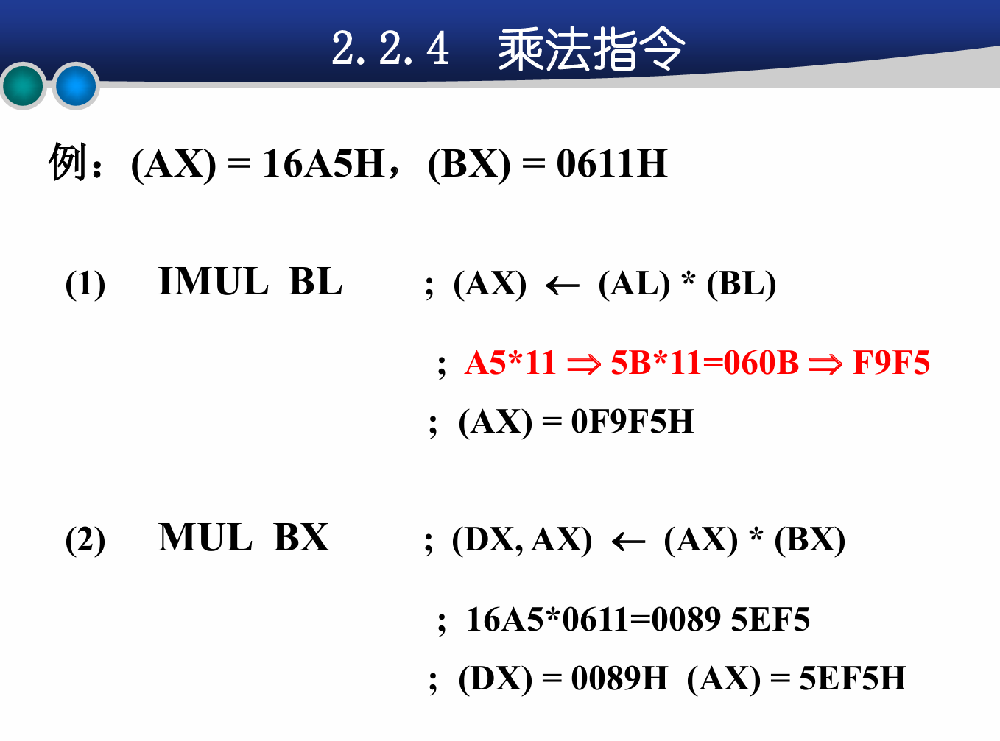 2.2.4 乘法指令
例：(AX) = 16A5H，(BX) = 0611H
(1) IMUL BL ; (AX) ← (AL) * (BL)
; A5*11 ⇒ 5B*11=060B ⇒ F9F5
; (AX) = 0F9F5H
(2) MUL BX ; (DX, AX) ← (AX) * (BX)
; 16A5*0611=0089 5EF5
; (DX) = 0089H (AX) = 5EF5H